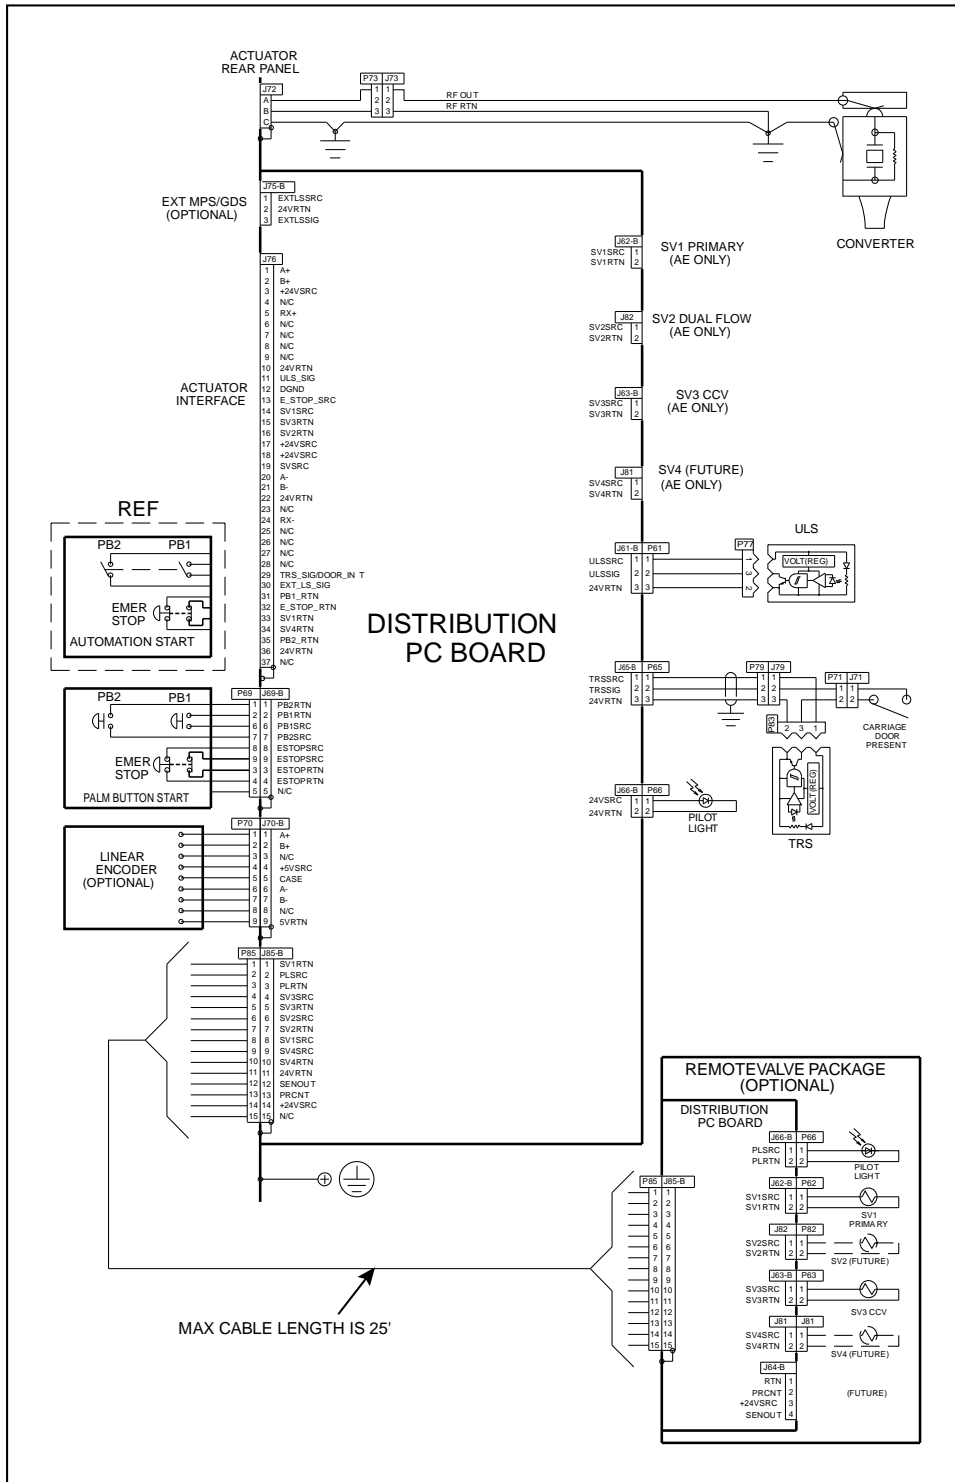 ACTUATOR
REAR PANEL
J72
A
B
C
P73 J73
1 1
2 2
3 3
RF OUT
RF RTN
CONVERTER
EXT MPS/GDS
(OPTIONAL)
J75-B
1 EXTLSSRC
2 24VRTN
3 EXTLSSIG
ACTUATOR
INTERFACE
J76
1 A+
2 B+
3 +24VSRC
4 N/C
5 RX+
6 N/C
7 N/C
8 N/C
9 N/C
10 24VRTN
11 ULS_SIG
12 DGND
13 E_STOP_SRC
14 SV1SRC
15 SV3RTN
16 SV2RTN
17 +24VSRC
18 +24VSRC
19 SVSRC
20 A-
21 B-
22 24VRTN
23 N/C
24 RX-
25 N/C
26 N/C
27 N/C
28 N/C
29 TRS_SIG/DOOR_IN T
30 EXT_LS_SIG
31 PB1_RTN
32 E_STOP_RTN
33 SV1RTN
34 SV4RTN
35 PB2_RTN
36 24VRTN
37 N/C
J62-B
SV1SRC 1
SV1RTN 2
SV1 PRIMARY
(AE ONLY)
J82
SV2SRC 1
SV2RTN 2
SV2 DUAL FLOW
(AE ONLY)
J63-B
SV3SRC 1
SV3RTN 2
SV3 CCV
(AE ONLY)
J81
SV4SRC 1
SV4RTN 2
SV4 (FUTURE)
(AE ONLY)
REF
PB2 PB1
EMER
STOP
AUTOMATION START
DISTRIBUTION
PC BOARD
J61-B P61
ULSSRC 1 1
ULSSIG 2 2
24VRTN 3 3
P77
1
3
2
ULS
VOLT(REG)
J65-B P65
TRSSRC 1 1
TRSSIG 2 2
24VRTN 3 3
P79 J79
1 1
2 2
3 3
P71 J71
1 1
2 2
CARRIAGE
DOOR
PRESENT
P83
2 3 1
VOLT(REG)
TRS
J66-B P66
24VSRC 1 1
24VRTN 2 2
PILOT
LIGHT
PB2 PB1
EMER
STOP
PALM BUTTON START
P69 J69-B
1 1 PB2RTN
2 2 PB1RTN
6 6 PB1SRC
7 7 PB2SRC
8 8 ESTOPSRC
9 9 ESTOPSRC
3 3 ESTOPRTN
4 4 ESTOPRTN
5 5 N/C
LINEAR
ENCODER
(OPTIONAL)
P70 J70-B
1 1 A+
2 2 B+
3 3 N/C
4 4 +5VSRC
5 5 CASE
6 6 A-
7 7 B-
8 8 N/C
9 9 5VRTN
P85 J85-B
1 1 SV1RTN
2 2 PLSRC
3 3 PLRTN
4 4 SV3SRC
5 5 SV3RTN
6 6 SV2SRC
7 7 SV2RTN
8 8 SV1SRC
9 9 SV4SRC
10 10 SV4RTN
11 11 24VRTN
12 12 SENOUT
13 13 PRCNT
14 14 +24VSRC
15 15 N/C
MAX CABLE LENGTH IS 25'
REMOTEVALVE PACKAGE
(OPTIONAL)
DISTRIBUTION
PC BOARD
P85 J85-B
1 1
2 2
3 3
4 4
5 5
6 6
7 7
8 8
9 9
10 10
11 11
12 12
13 13
14 14
15 15
J66-B P66
PLSRC 1 1
PLRTN 2 2
PILOT
LIGHT
J62-B P62
SV1SRC 1 1
SV1RTN 2 2
SV1
PRIMARY
J82 P82
SV2SRC 1 1
SV2RTN 2 2
SV2 (FUTURE)
J63-B P63
SV3SRC 1 1
SV3RTN 2 2
SV3 CCV
J81 J81
SV4SRC 1 1
SV4RTN 2 2
SV4 (FUTURE)
J64-B
RTN 1
PRCNT 2
+24VSRC 3
SENOUT 4
(FUTURE)